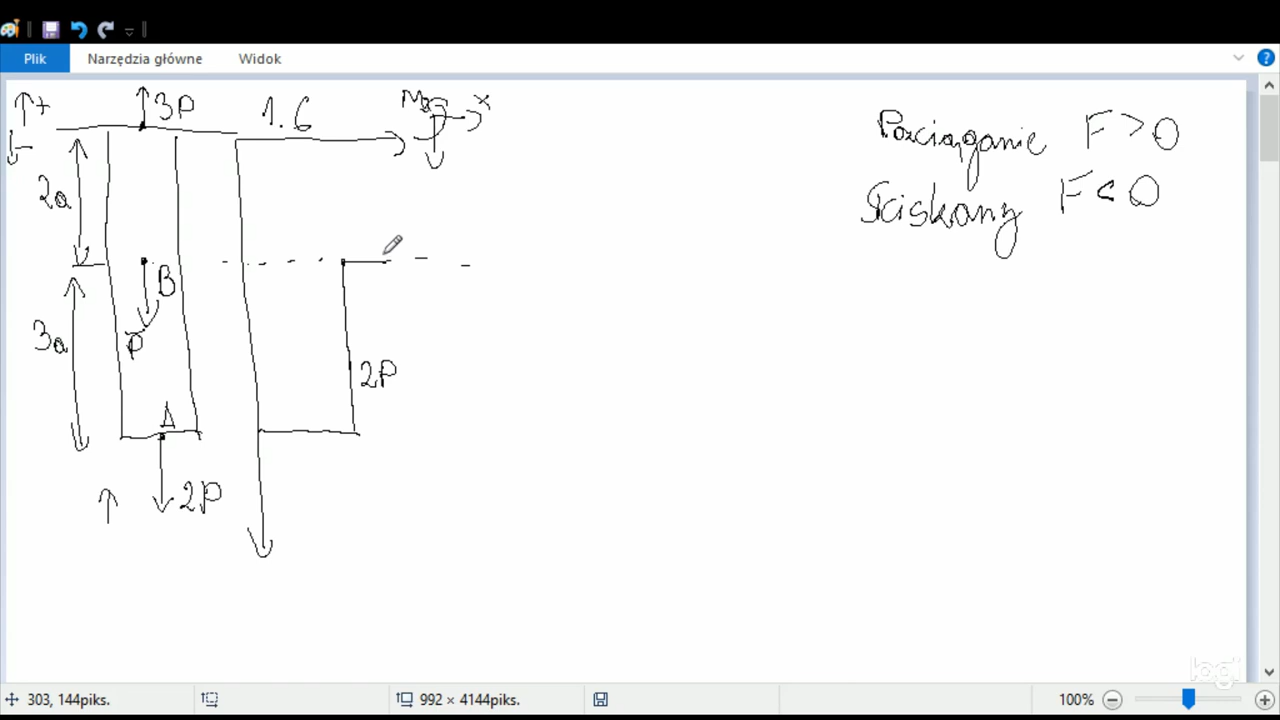 Plik Narzędzia główne Widok
+ 3P 1.6 x
-
2a
B
P
3a
2P
A
2P
Rozciąganie F > 0
Ściskany F < 0
logi
303, 144piks. 992 × 4144piks. 100%